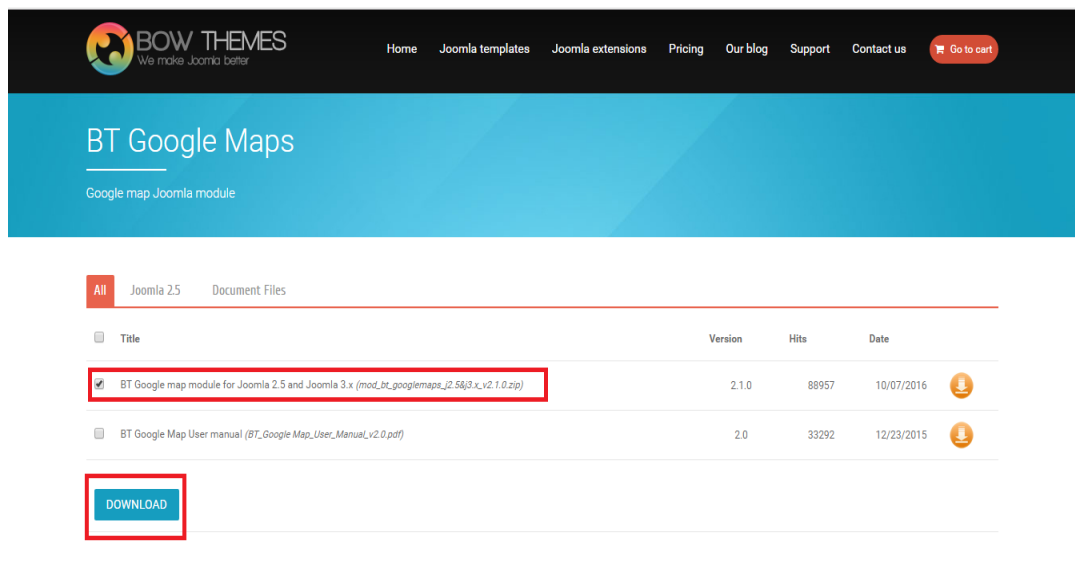 BOW THEMES
We make Joomla better
Home Joomla templates Joomla extensions Pricing Our blog Support Contact us Go to cart
BT Google Maps
Google map Joomla module
All Joomla 2.5 Document Files
Title Version Hits Date
BT Google map module for Joomla 2.5 and Joomla 3.x (mod_bt_googlemaps_j2.5&j3.x_v2.1.0.zip) 2.1.0 88957 10/07/2016
BT Google Map User manual (BT_Google Map_User_Manual_v2.0.pdf) 2.0 33292 12/23/2015
DOWNLOAD